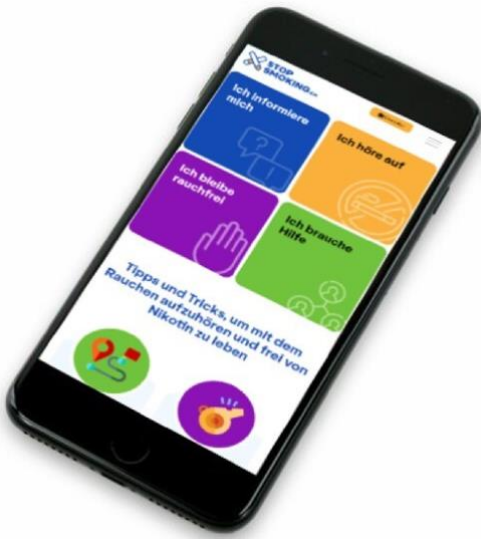 STOP
SMOKING.CH
Ich informiere
mich
Ich höre auf
Ich bleibe
rauchfrei
Ich brauche
Hilfe
Tipps und Tricks, um mit dem
Rauchen aufzuhören und frei von
Nikotin zu leben